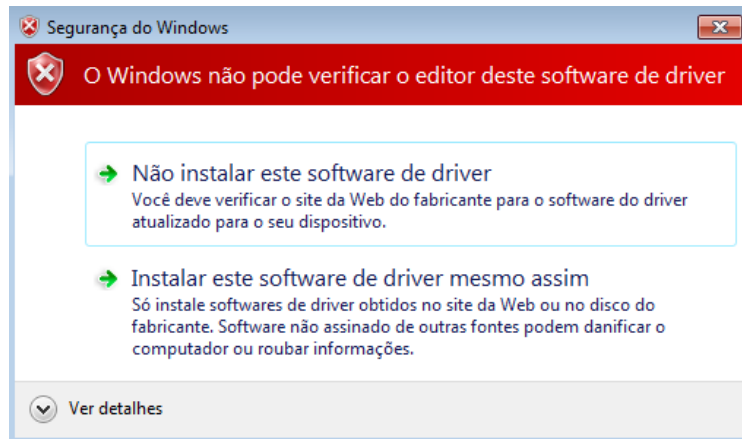 Segurança do Windows
O Windows não pode verificar o editor deste software de driver
Não instalar este software de driver
Você deve verificar o site da Web do fabricante para o software do driver
atualizado para o seu dispositivo.
Instalar este software de driver mesmo assim
Só instale softwares de driver obtidos no site da Web ou no disco do
fabricante. Software não assinado de outras fontes podem danificar o
computador ou roubar informações.
Ver detalhes